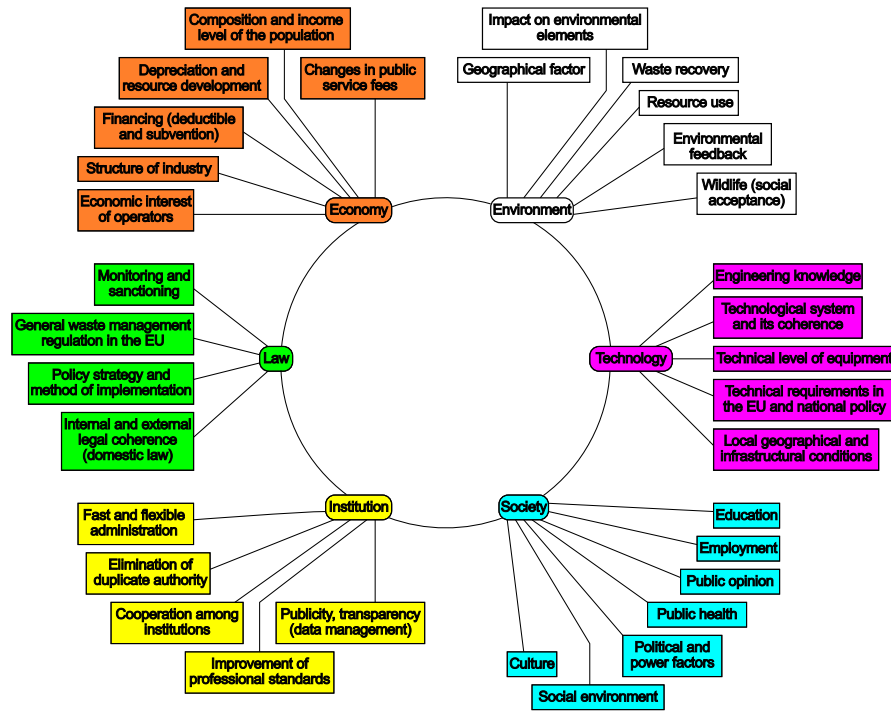 Composition and income
level of the population
Impact on environmental
elements
Depreciation and
resource development
Changes in public
service fees
Geographical factor
Waste recovery
Resource use
Financing (deductible
and subvention)
Environmental
feedback
Structure of industry
Economic interest
of operators
Wildlife (social
acceptance)
Economy
Environment
Monitoring and
sanctioning
Engineering knowledge
General waste management
regulation in the EU
Technological system
and its coherence
Law
Technology
Technical level of equipment
Policy strategy and
method of implementation
Technical requirements in
the EU and national policy
Internal and external
legal coherence
(domestic law)
Local geographical and
infrastructural conditions
Institution
Society
Fast and flexible
administration
Education
Employment
Elimination of
duplicate authority
Public opinion
Cooperation among
institutions
Publicity, transparency
(data management)
Public health
Improvement of
professional standards
Culture
Political and
power factors
Social environment